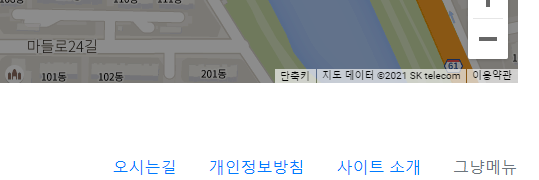 마들로24길
101동
102동
201동
61
단축키
지도 데이터 ©2021 SK telecom
이용약관
오시는길
개인정보방침
사이트 소개
그냥메뉴